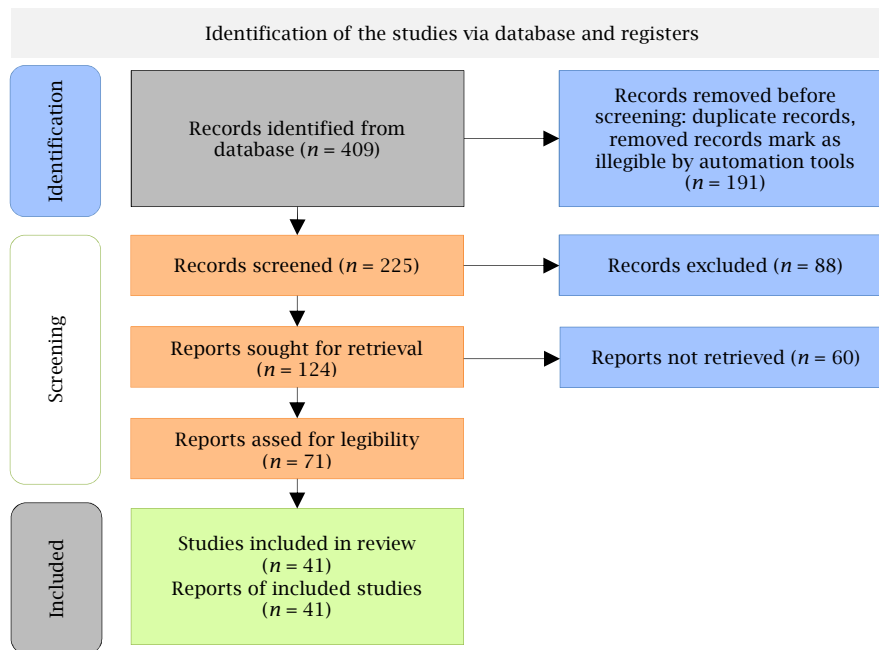 Identification of the studies via database and registers
Identification
Records identified from
database (n = 409)
Records removed before
screening: duplicate records,
removed records mark as
illegible by automation tools
(n = 191)
Screening
Records screened (n = 225)
Records excluded (n = 88)
Reports sought for retrieval
(n = 124)
Reports not retrieved (n = 60)
Reports assed for legibility
(n = 71)
Included
Studies included in review
(n = 41)
Reports of included studies
(n = 41)